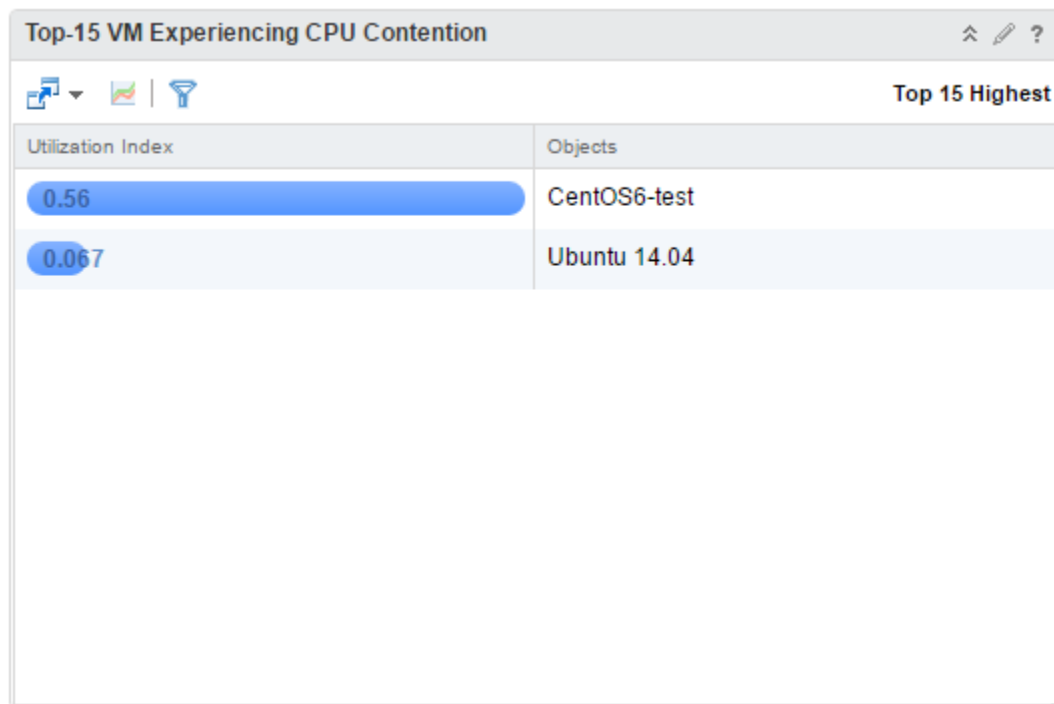 Top-15 VM Experiencing CPU Contention ?
Top 15 Highest
Utilization Index Objects
0.56 CentOS6-test
0.067 Ubuntu 14.04